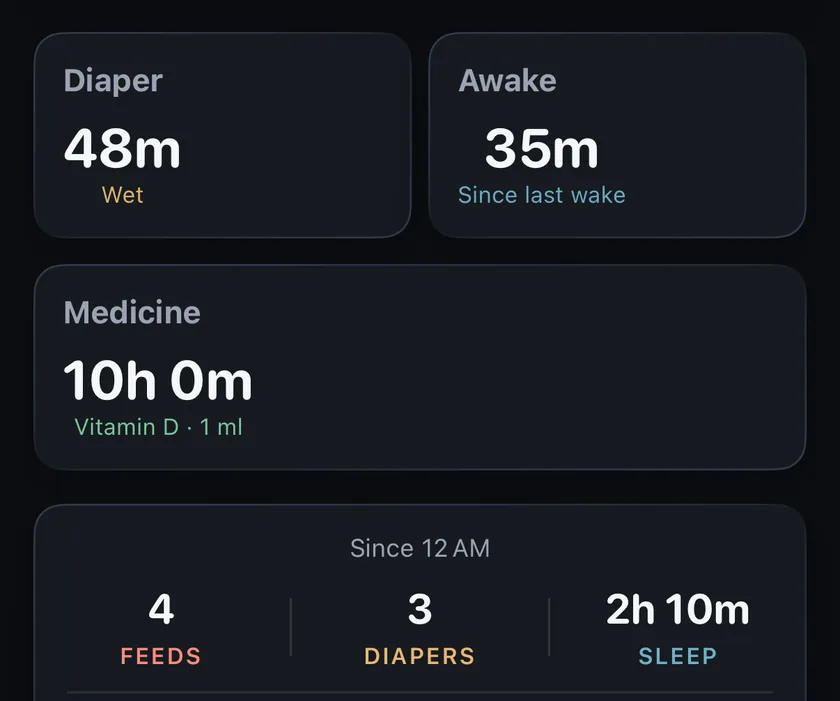 Diaper
48m
Wet
Awake
35m
Since last wake
Medicine
10h 0m
Vitamin D · 1 ml
Since 12 AM
4
FEEDS
3
DIAPERS
2h 10m
SLEEP